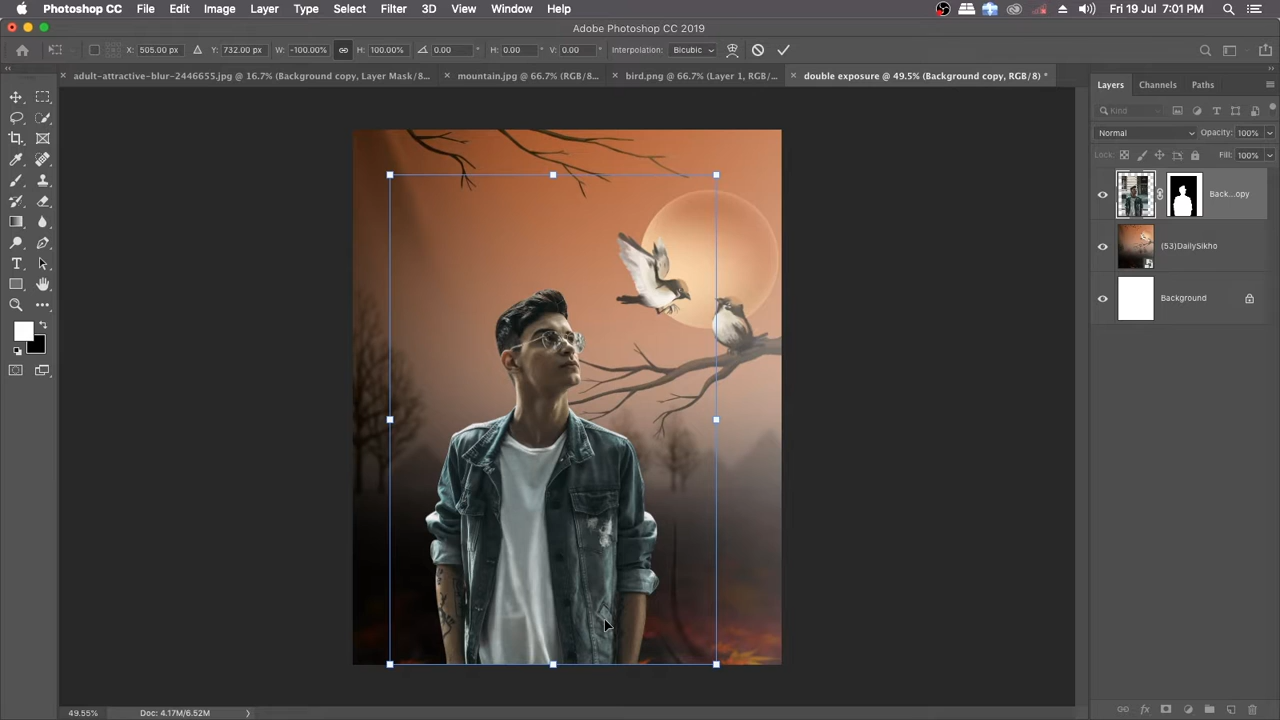 Photoshop CC File Edit Image Layer Type Select Filter 3D View Window Help Fri 19 Jul 7:01 PM
Adobe Photoshop CC 2019
X: 505.00 px Y: 732.00 px W: -100.00% H: 100.00% 0.00 ° H: 0.00 ° V: 0.00 ° Interpolation: Bicubic
× adult-attractive-blur-2446655.jpg @ 16.7% (Background copy, Layer Mask/8... × mountain.jpg @ 66.7% (RGB/8... × bird.png @ 66.7% (Layer 1, RGB/... × double exposure @ 49.5% (Background copy, RGB/8) *
Layers Channels Paths
Kind
Normal Opacity: 100%
Lock: Fill: 100%
Back...opy
(53)DailySikho
Background
49.55% Doc: 4.17M/6.52M